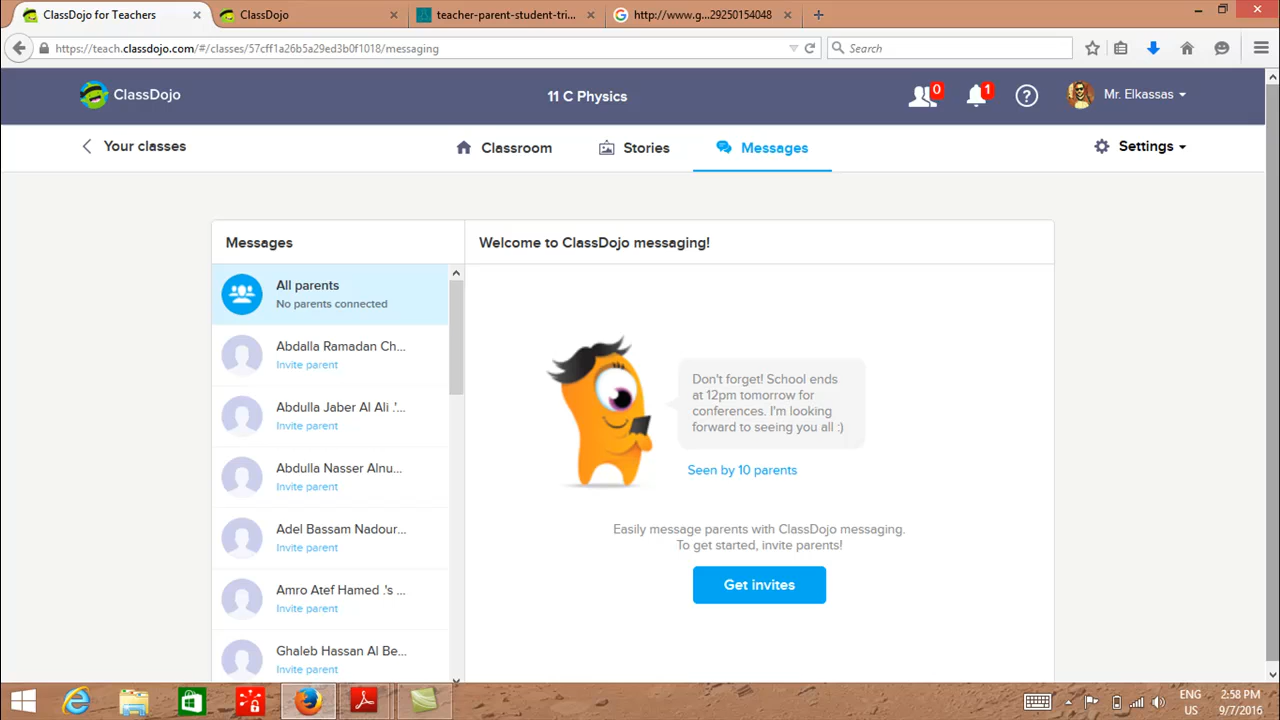 ClassDojo for Teachers
ClassDojo
teacher-parent-student-tri...
http://www.g...29250154048
https://teach.classdojo.com/#/classes/57cff1a26b5a29ed3b0f1018/messaging
Search
ClassDojo
11 C Physics
0
1
Mr. Elkassas
Your classes
Classroom
Stories
Messages
Settings
Messages
Welcome to ClassDojo messaging!
All parents
No parents connected
Abdalla Ramadan Ch...
Invite parent
Abdulla Jaber Al Ali .'...
Invite parent
Abdulla Nasser Alnu...
Invite parent
Adel Bassam Nadour...
Invite parent
Amro Atef Hamed .'s ...
Invite parent
Ghaleb Hassan Al Be...
Invite parent
Don't forget! School ends
at 12pm tomorrow for
conferences. I'm looking
forward to seeing you all :)
Seen by 10 parents
Easily message parents with ClassDojo messaging.
To get started, invite parents!
Get invites
ENG
US
2:58 PM
9/7/2016